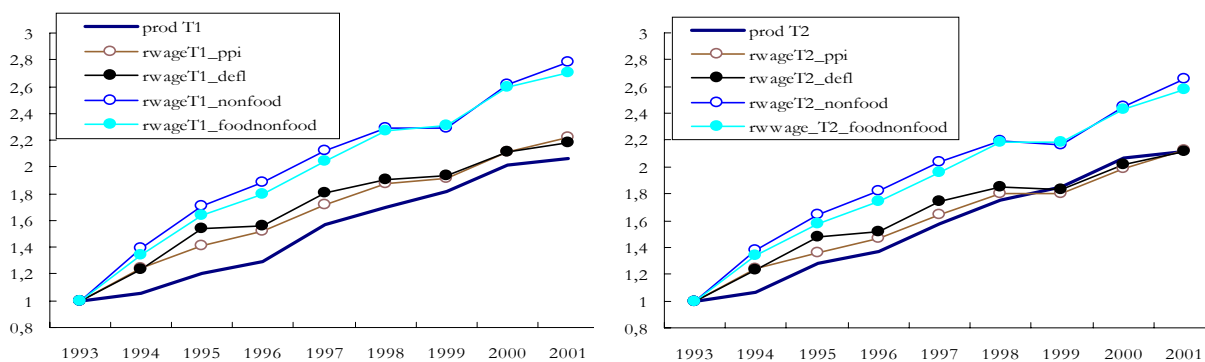 prod T1
rwageT1_ppi
rwageT1_defl
rwageT1_nonfood
rwageT1_foodnonfood
3
2,8
2,6
2,4
2,2
2
1,8
1,6
1,4
1,2
1
0,8
1993 1994 1995 1996 1997 1998 1999 2000 2001
prod T2
rwageT2_ppi
rwageT2_defl
rwageT2_nonfood
rwwage_T2_foodnonfood
3
2,8
2,6
2,4
2,2
2
1,8
1,6
1,4
1,2
1
0,8
1993 1994 1995 1996 1997 1998 1999 2000 2001